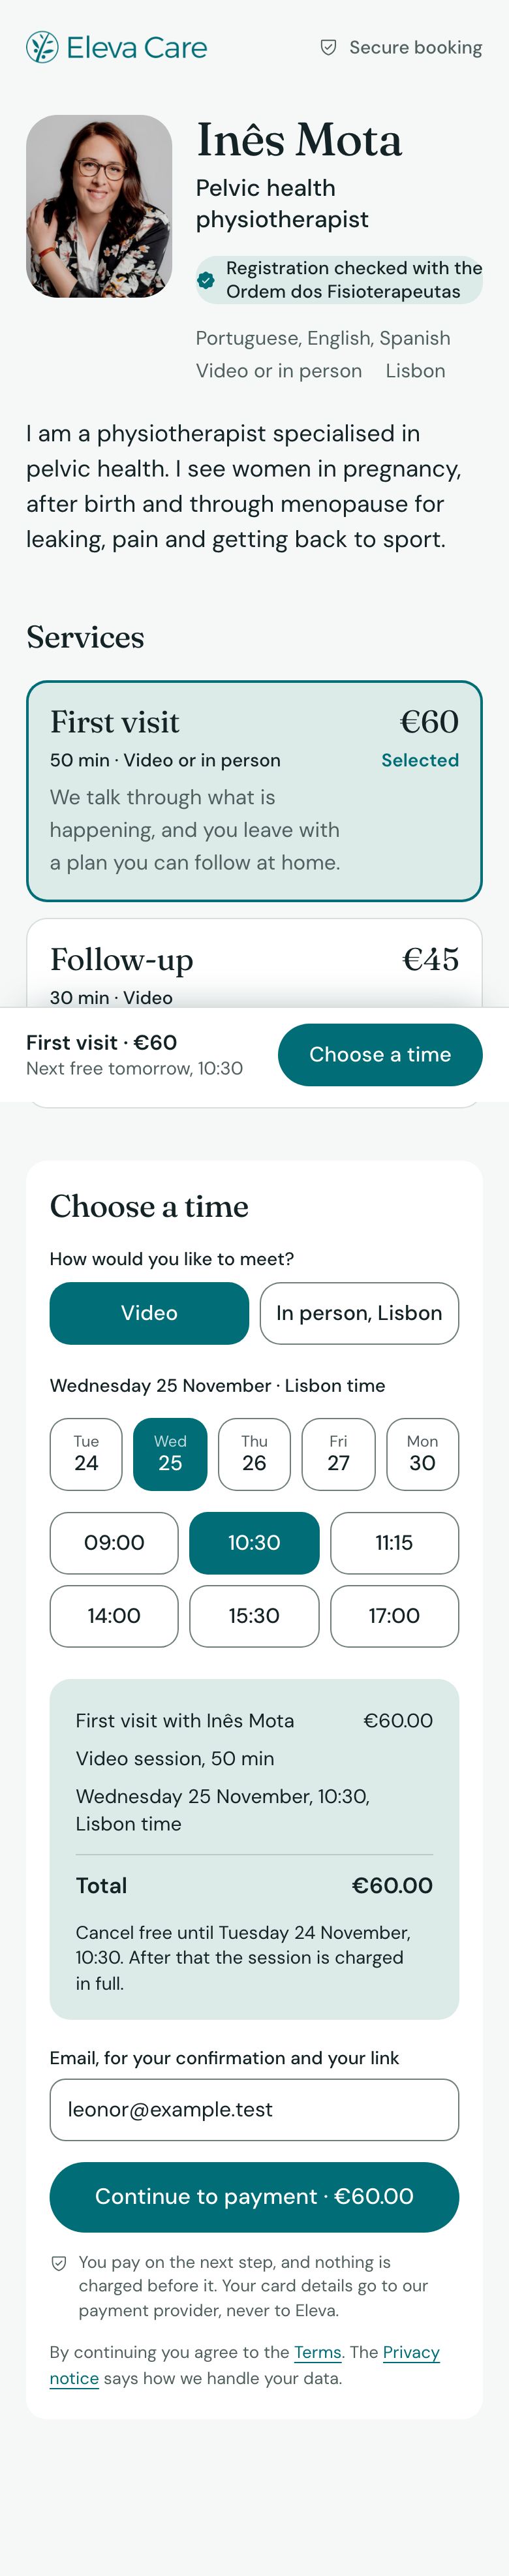 Eleva Care
Secure booking
Inês Mota
Pelvic health
physiotherapist
Registration checked with the
Ordem dos Fisioterapeutas
Portuguese, English, Spanish
Video or in person Lisbon
I am a physiotherapist specialised in
pelvic health. I see women in pregnancy,
after birth and through menopause for
leaking, pain and getting back to sport.
Services
First visit €60
50 min · Video or in person Selected
We talk through what is
happening, and you leave with
a plan you can follow at home.
Follow-up €45
30 min · Video
First visit · €60
Next free tomorrow, 10:30
Choose a time
Choose a time
How would you like to meet?
Video In person, Lisbon
Wednesday 25 November · Lisbon time
Tue Wed Thu Fri Mon
24 25 26 27 30
09:00 10:30 11:15
14:00 15:30 17:00
First visit with Inês Mota €60.00
Video session, 50 min
Wednesday 25 November, 10:30,
Lisbon time
Total €60.00
Cancel free until Tuesday 24 November,
10:30. After that the session is charged
in full.
Email, for your confirmation and your link
leonor@example.test
Continue to payment · €60.00
You pay on the next step, and nothing is
charged before it. Your card details go to our
payment provider, never to Eleva.
By continuing you agree to the Terms. The Privacy
notice says how we handle your data.